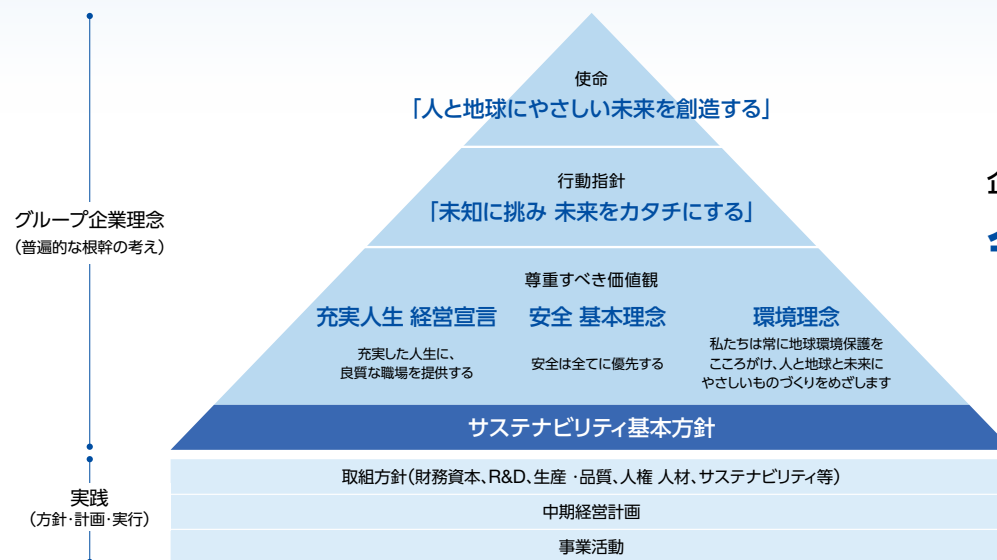 使命
「人と地球にやさしい未来を創造する」
行動指針
「未知に挑み 未来をカタチにする」
グループ企業理念
（普遍的な根幹の考え）
尊重すべき価値観
充実人生 経営宣言
充実した人生に、
良質な職場を提供する
安全 基本理念
安全は全てに優先する
環境理念
私たちは常に地球環境保護を
こころがけ、人と地球と未来に
やさしいものづくりをめざします
サステナビリティ基本方針
実践
（方針・計画・実行）
取組方針（財務資本、R&D、生産・品質、人権 人材、サステナビリティ等）
中期経営計画
事業活動